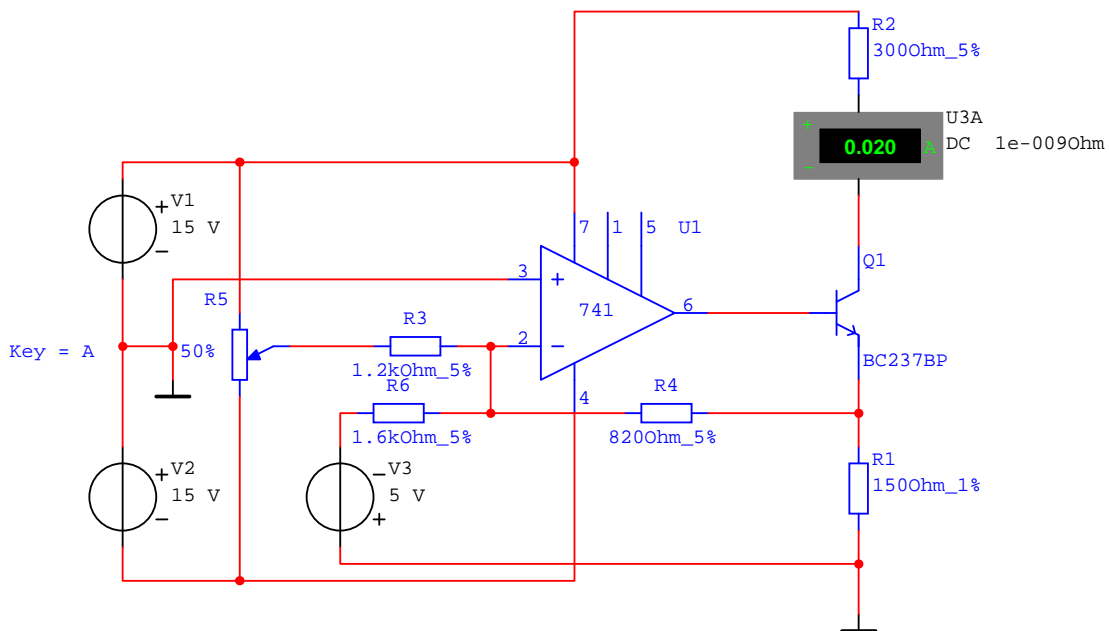 R2
300Ohm_5%
U3A
+
0.020 A
DC 1e-009Ohm
−
V1
+
15 V
−
7
1
5
U1
Q1
3
+
R5
741
6
R3
2
−
Key = A
50%
BC237BP
1.2kOhm_5%
R6
4
R4
1.6kOhm_5%
820Ohm_5%
V2
+
15 V
−
V3
−
5 V
+
R1
150Ohm_1%